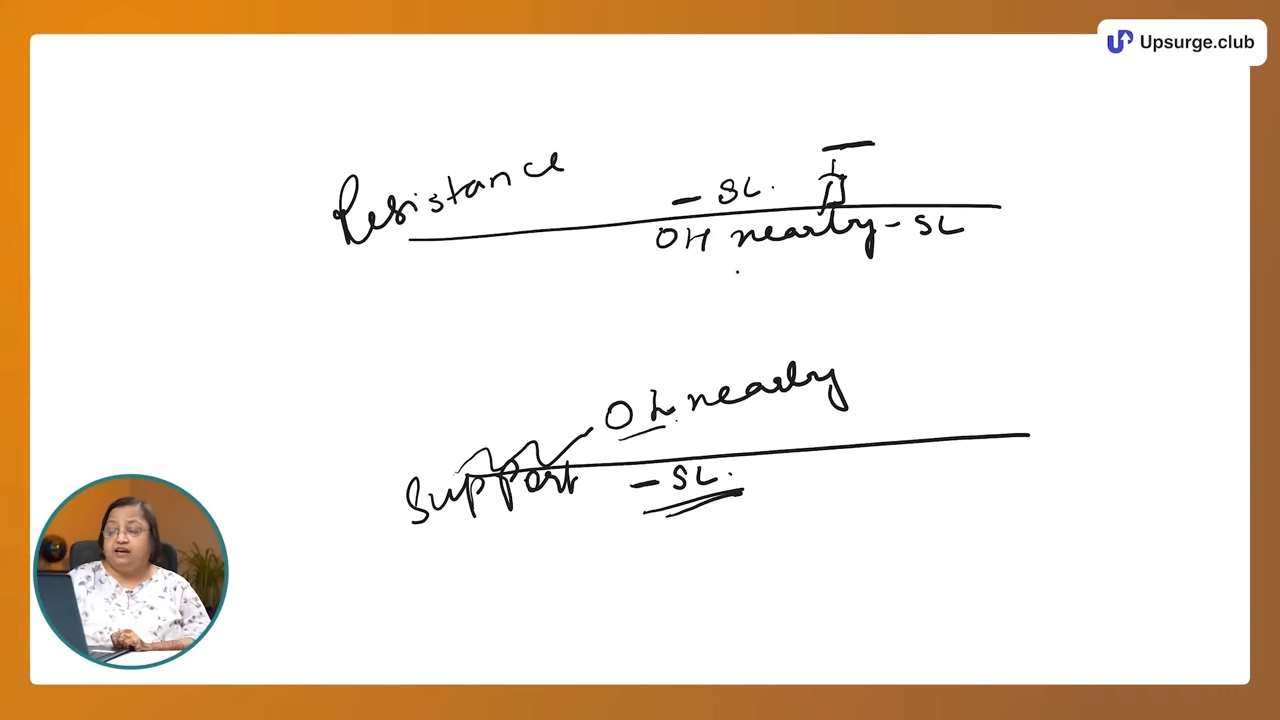 Upsurge.club
Resistance
- SL.
OH nearby - SL
OL nearby
Support - SL.